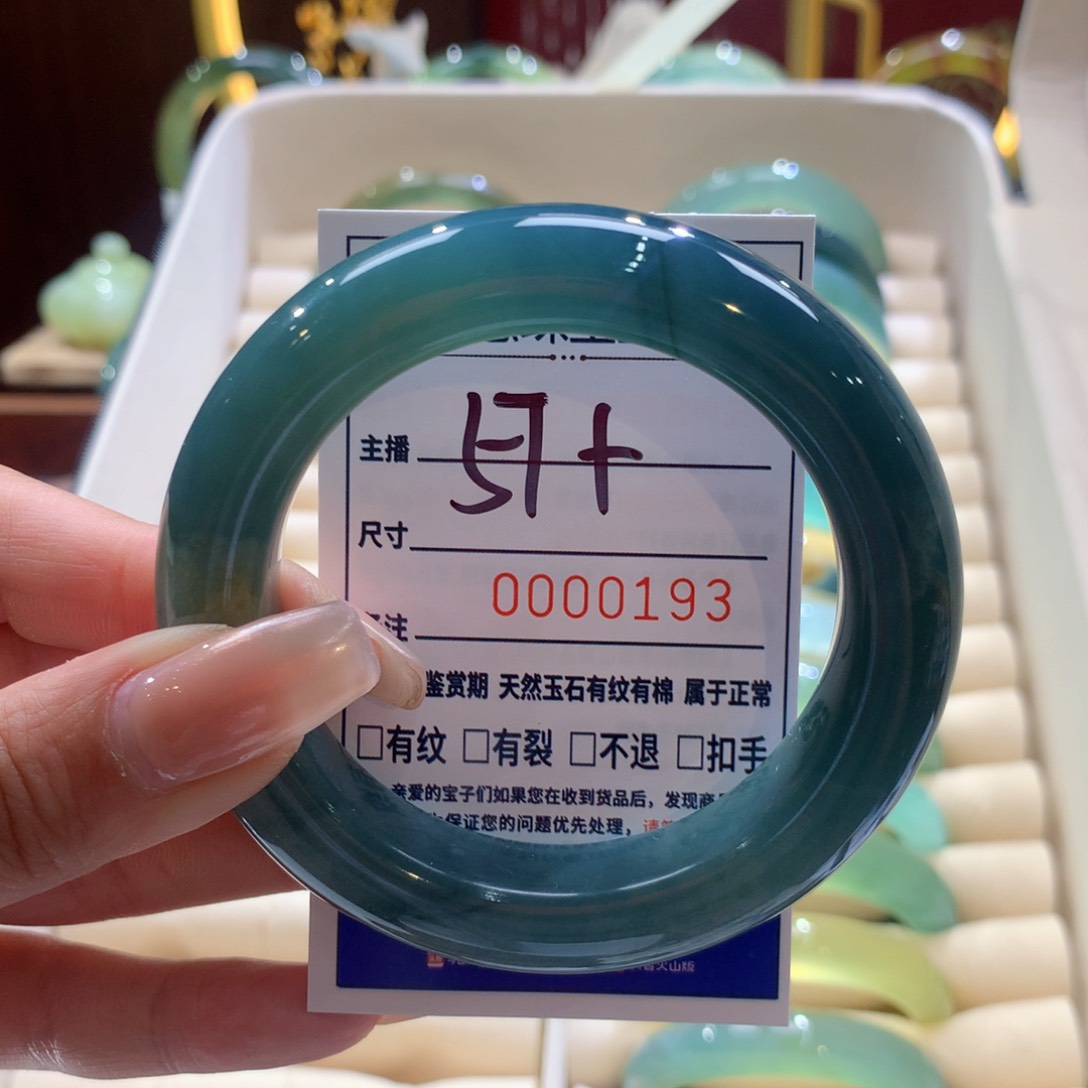 主播
尺寸
0000193
注
鉴赏期 天然玉石有纹有棉 属于正常
□有纹 □有裂 □不退 □扣手
亲爱的宝子们如果您在收到货品后，发现商
保证您的问题优先处理，请